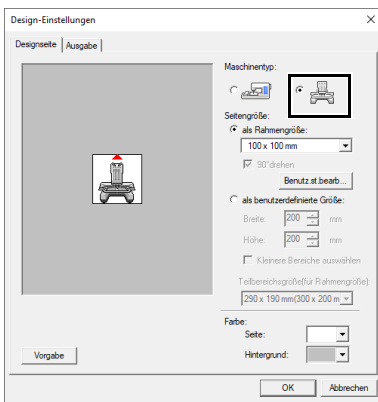 Design-Einstellungen
Designseite
Ausgabe
Maschinentyp:
Seitengröße:
als Rahmengröße:
100 x 100 mm
90°drehen
Benutz.st.bearb...
als benutzerdefinierte Größe:
Breite: 200 mm
Höhe: 200 mm
Kleinere Bereiche auswählen
Teilbereichsgröße(für Rahmengröße):
290 x 190 mm(300 x 200 m
Farbe:
Seite:
Vorgabe
Hintergrund:
OK
Abbrechen